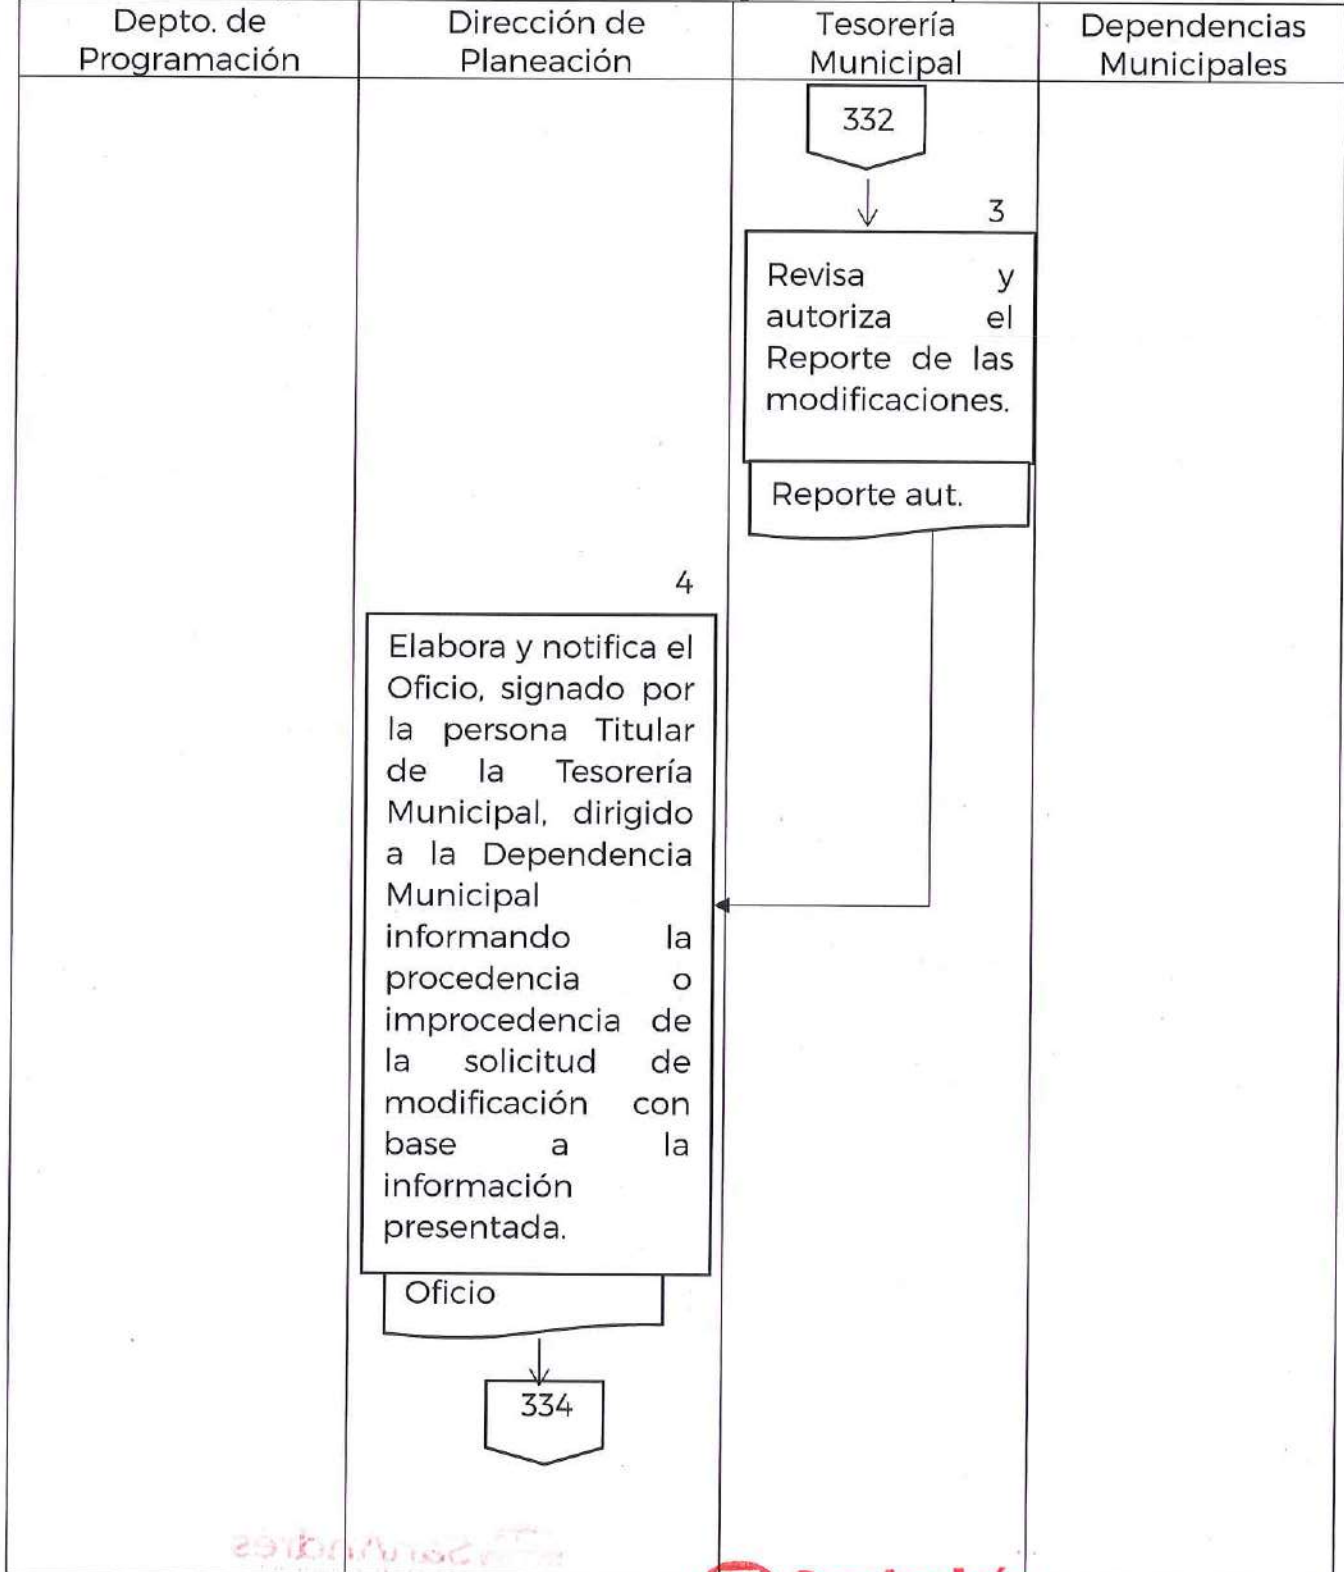 Depto. de
Programación
Dirección de
Planeación
Tesorería
Municipal
Dependencias
Municipales
332
3
Revisa y
autoriza el
Reporte de las
modificaciones.
Reporte aut.
4
Elabora y notifica el
Oficio, signado por
la persona Titular
de la Tesorería
Municipal, dirigido
a la Dependencia
Municipal
informando la
procedencia o
improcedencia de
la solicitud de
modificación con
base a la
información
presentada.
Oficio
334
San Andrés